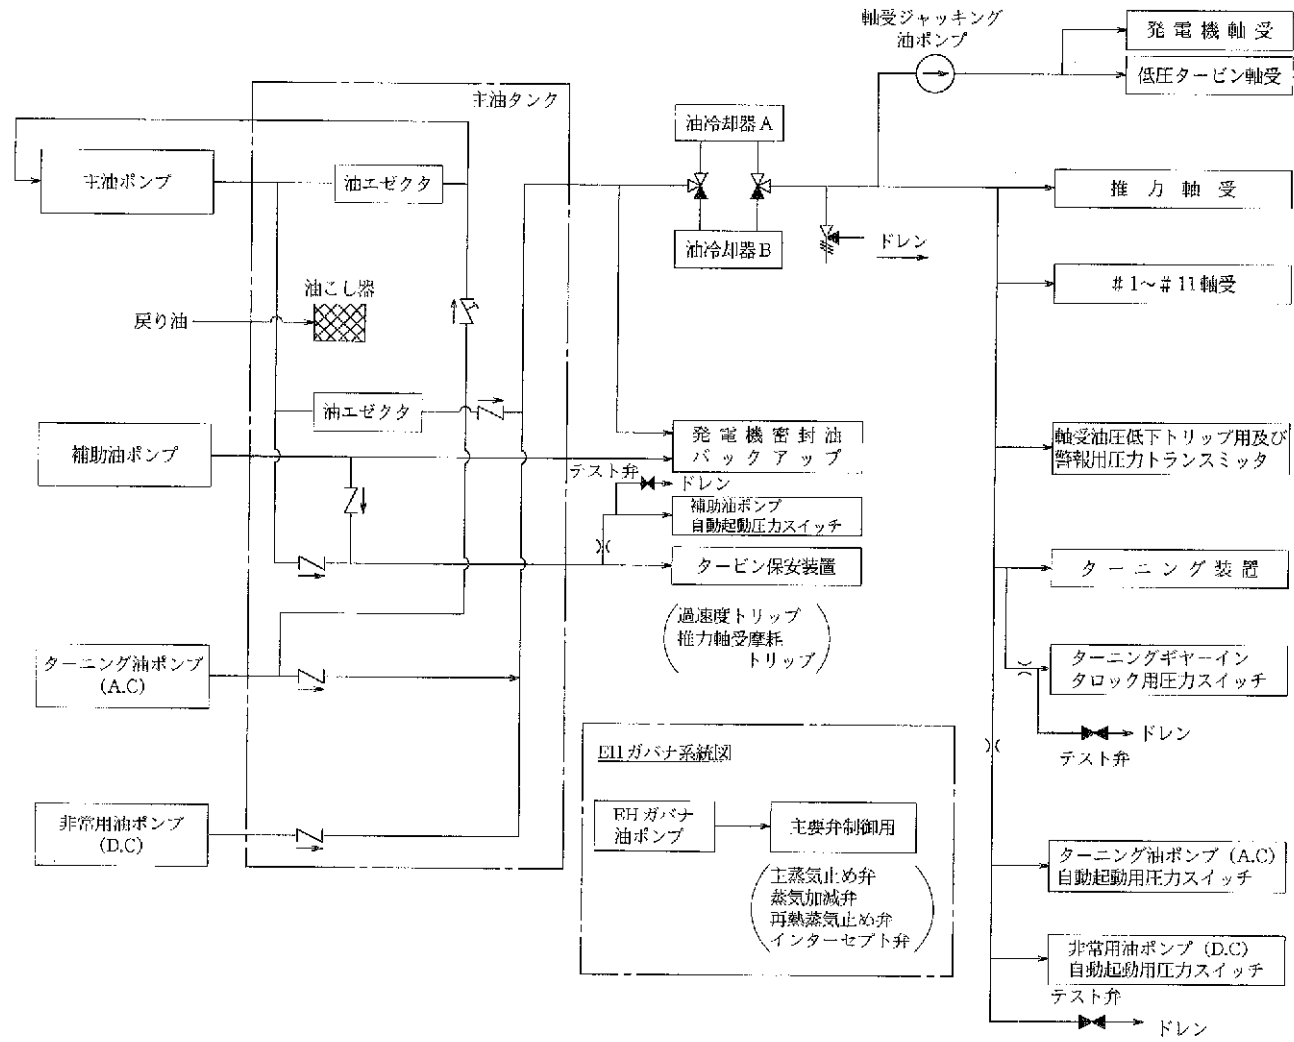 軸受ジャッキング
油ポンプ
発電機軸受
低圧タービン軸受
主油タンク
油冷却器A
主油ポンプ
油エゼクタ
推力軸受
油冷却器B
ドレン
油こし器
戻り油
#1～#11軸受
油エゼクタ
補助油ポンプ
発電機密封油
バックアップ
軸受油圧低下トリップ用及び
警報用圧力トランスミッタ
テスト弁
ドレン
補助油ポンプ
自動起動圧力スイッチ
タービン保安装置
ターニング装置
過速度トリップ
推力軸受摩耗
トリップ
ターニング油ポンプ
(A.C)
ターニングギヤーイン
タロック用圧力スイッチ
ドレン
テスト弁
EHガバナ系統図
非常用油ポンプ
(D.C)
EHガバナ
油ポンプ
主要弁制御用
主蒸気止め弁
蒸気加減弁
再熱蒸気止め弁
インターセプト弁
ターニング油ポンプ (A.C)
自動起動用圧力スイッチ
非常用油ポンプ (D.C)
自動起動用圧力スイッチ
テスト弁
ドレン